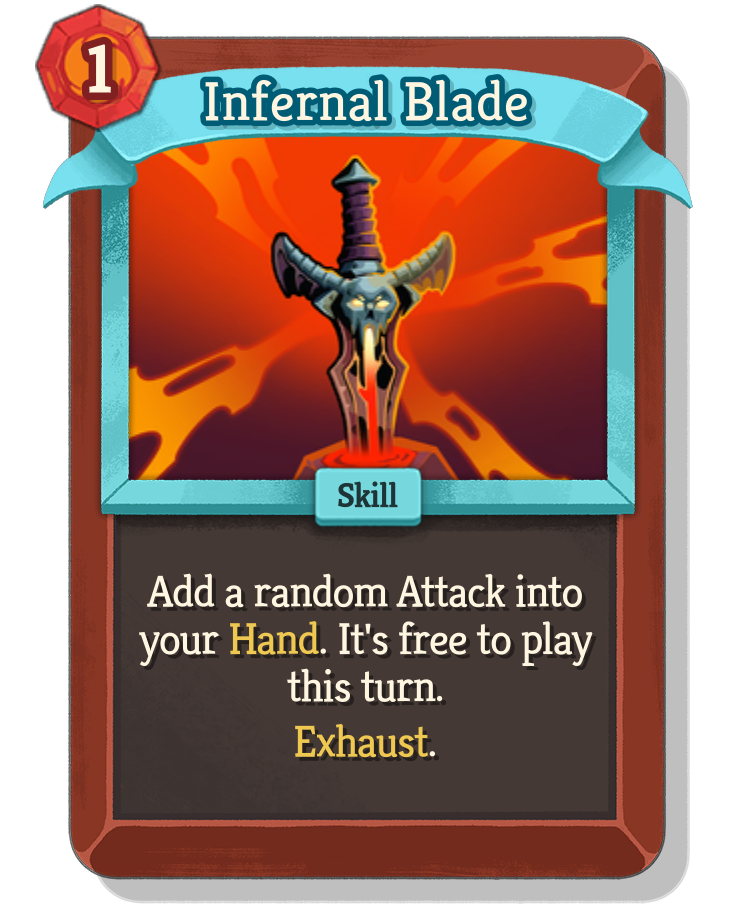 1
Infernal Blade
Skill
Add a random Attack into
your Hand. It's free to play
this turn.
Exhaust.